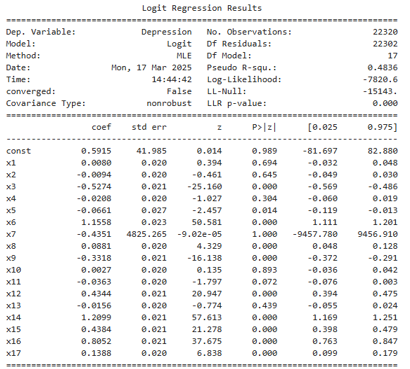 Logit Regression Results
==============================================================================
Dep. Variable: Depression No. Observations: 22320
Model: Logit Df Residuals: 22302
Method: MLE Df Model: 17
Date: Mon, 17 Mar 2025 Pseudo R-squ.: 0.4836
Time: 14:44:42 Log-Likelihood: -7820.6
converged: False LL-Null: -15143.
Covariance Type: nonrobust LLR p-value: 0.000
==============================================================================
coef std err z P>|z| [0.025 0.975]
------------------------------------------------------------------------------
const 0.5915 41.985 0.014 0.989 -81.697 82.880
x1 0.0080 0.020 0.394 0.694 -0.032 0.048
x2 -0.0094 0.020 -0.461 0.645 -0.049 0.030
x3 -0.5274 0.021 -25.160 0.000 -0.569 -0.486
x4 -0.0208 0.020 -1.027 0.304 -0.060 0.019
x5 -0.0661 0.027 -2.457 0.014 -0.119 -0.013
x6 1.1558 0.023 50.581 0.000 1.111 1.201
x7 -0.4351 4825.265 -9.02e-05 1.000 -9457.780 9456.910
x8 0.0881 0.020 4.329 0.000 0.048 0.128
x9 -0.3318 0.021 -16.138 0.000 -0.372 -0.291
x10 0.0027 0.020 0.135 0.893 -0.036 0.042
x11 -0.0363 0.020 -1.797 0.072 -0.076 0.003
x12 0.4344 0.021 20.947 0.000 0.394 0.475
x13 -0.0156 0.020 -0.774 0.439 -0.055 0.024
x14 1.2099 0.021 57.613 0.000 1.169 1.251
x15 0.4384 0.021 21.278 0.000 0.398 0.479
x16 0.8052 0.021 37.675 0.000 0.763 0.847
x17 0.1388 0.020 6.838 0.000 0.099 0.179
==============================================================================